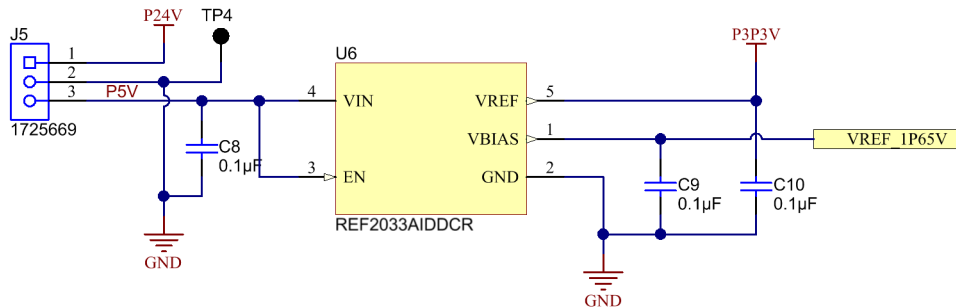 P24V
TP4
P3P3V
J5
U6
1
2
3
P5V
4
VIN
VREF
5
VBIAS
1
VREF_1P65V
1725669
C8
0.1µF
3
EN
GND
2
C9
0.1µF
C10
0.1µF
REF2033AIDDCR
GND
GND